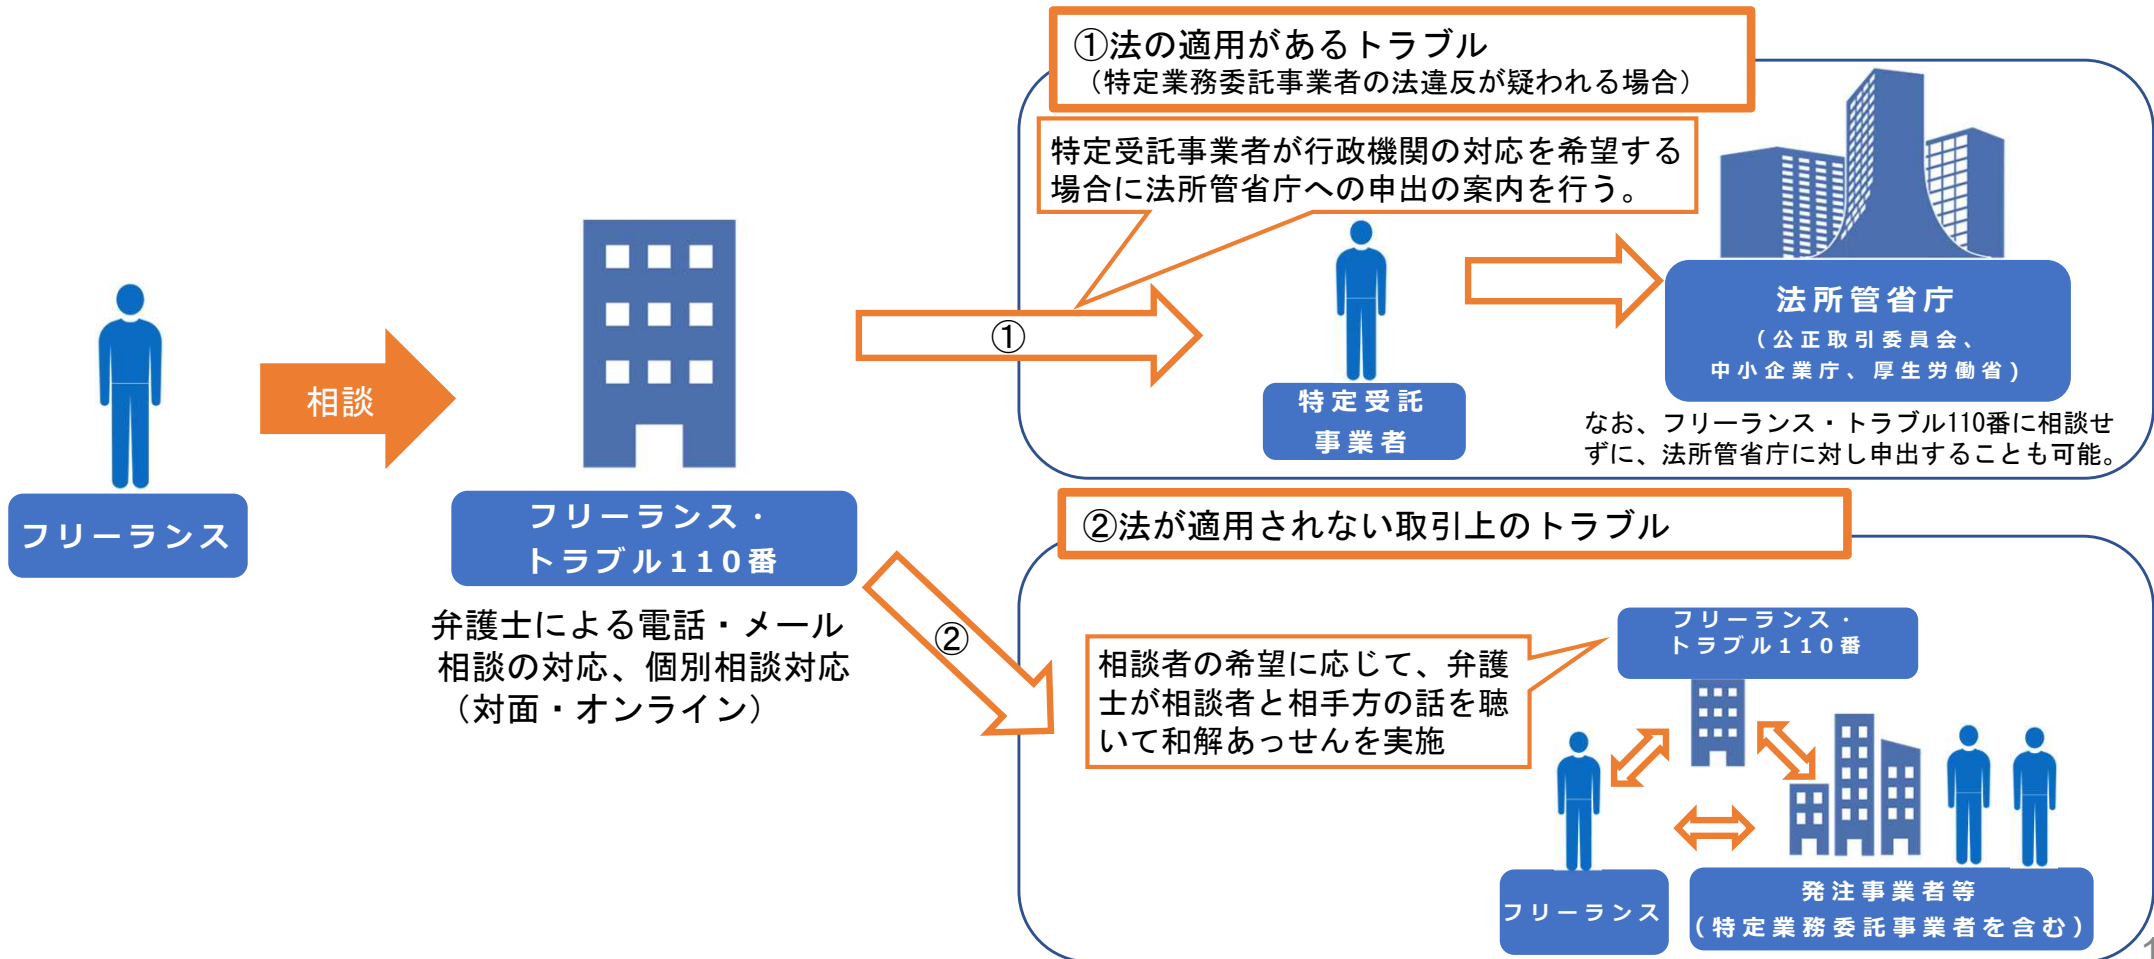 フリーランス
相談
フリーランス・
トラブル110番
弁護士による電話・メール
相談の対応、個別相談対応
（対面・オンライン）
①法の適用があるトラブル
（特定業務委託事業者の法違反が疑われる場合）
特定受託事業者が行政機関の対応を希望する
場合に法所管省庁への申出の案内を行う。
①
特定受託
事業者
法所管省庁
(公正取引委員会、
中小企業庁、厚生労働省)
なお、フリーランス・トラブル110番に相談せ
ずに、法所管省庁に対し申出することも可能。
②法が適用されない取引上のトラブル
②
相談者の希望に応じて、弁護
士が相談者と相手方の話を聴
いて和解あっせんを実施
フリーランス・
トラブル110番
フリーランス
発注事業者等
(特定業務委託事業者を含む)